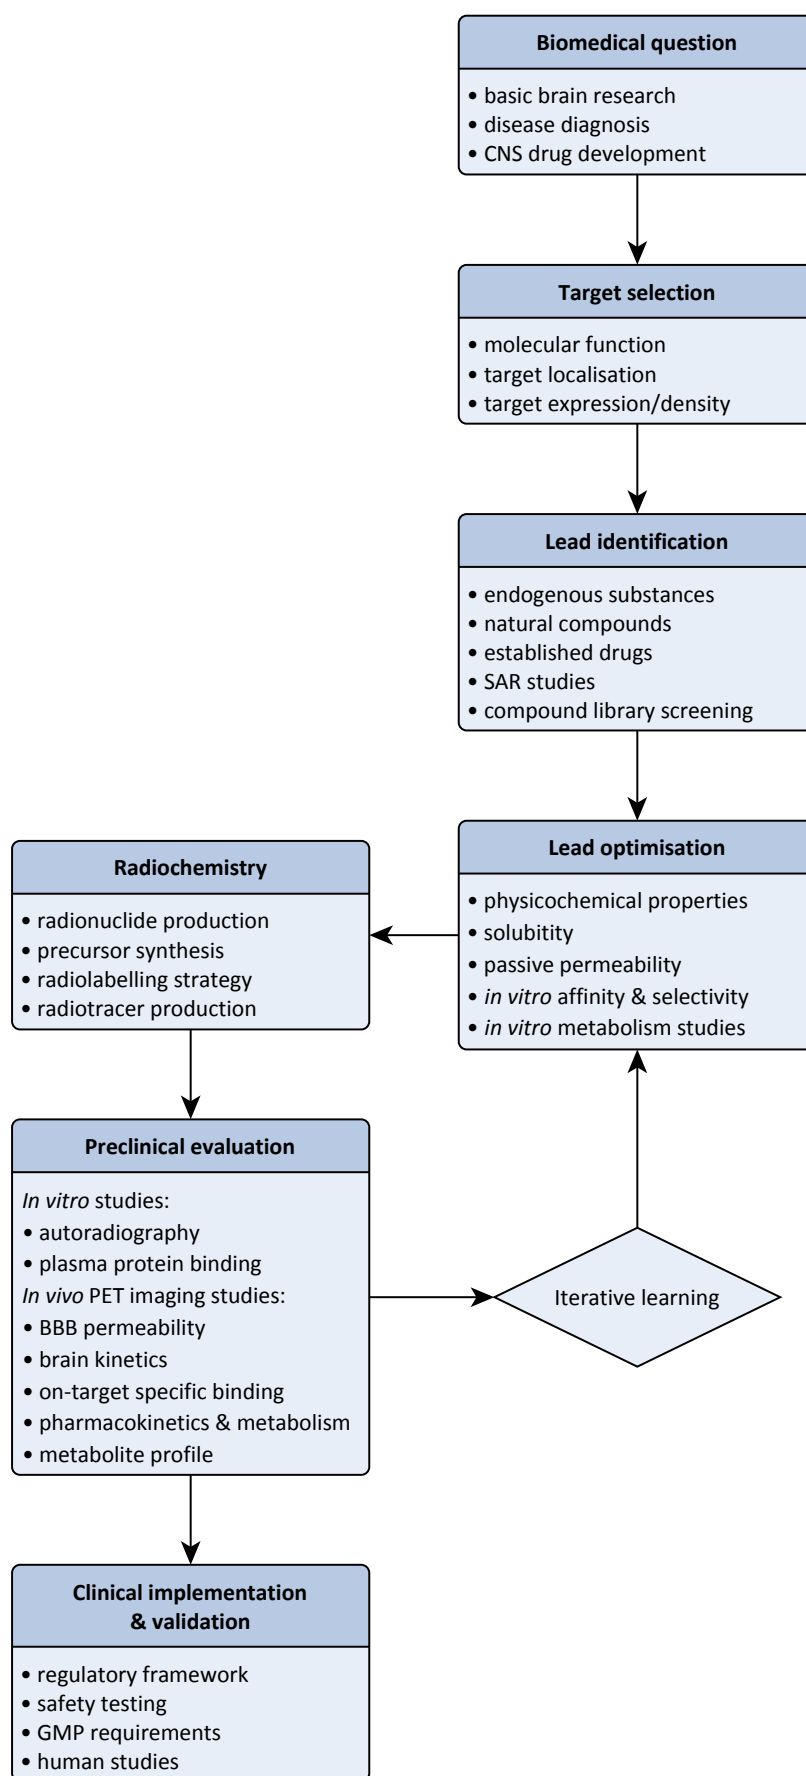 Biomedical question
• basic brain research
• disease diagnosis
• CNS drug development
Target selection
• molecular function
• target localisation
• target expression/density
Lead identification
• endogenous substances
• natural compounds
• established drugs
• SAR studies
• compound library screening
Lead optimisation
• physicochemical properties
• solubitity
• passive permeability
• in vitro affinity & selectivity
• in vitro metabolism studies
Radiochemistry
• radionuclide production
• precursor synthesis
• radiolabelling strategy
• radiotracer production
Preclinical evaluation
In vitro studies:
• autoradiography
• plasma protein binding
In vivo PET imaging studies:
• BBB permeability
• brain kinetics
• on-target specific binding
• pharmacokinetics & metabolism
• metabolite profile
Iterative learning
Clinical implementation
& validation
• regulatory framework
• safety testing
• GMP requirements
• human studies